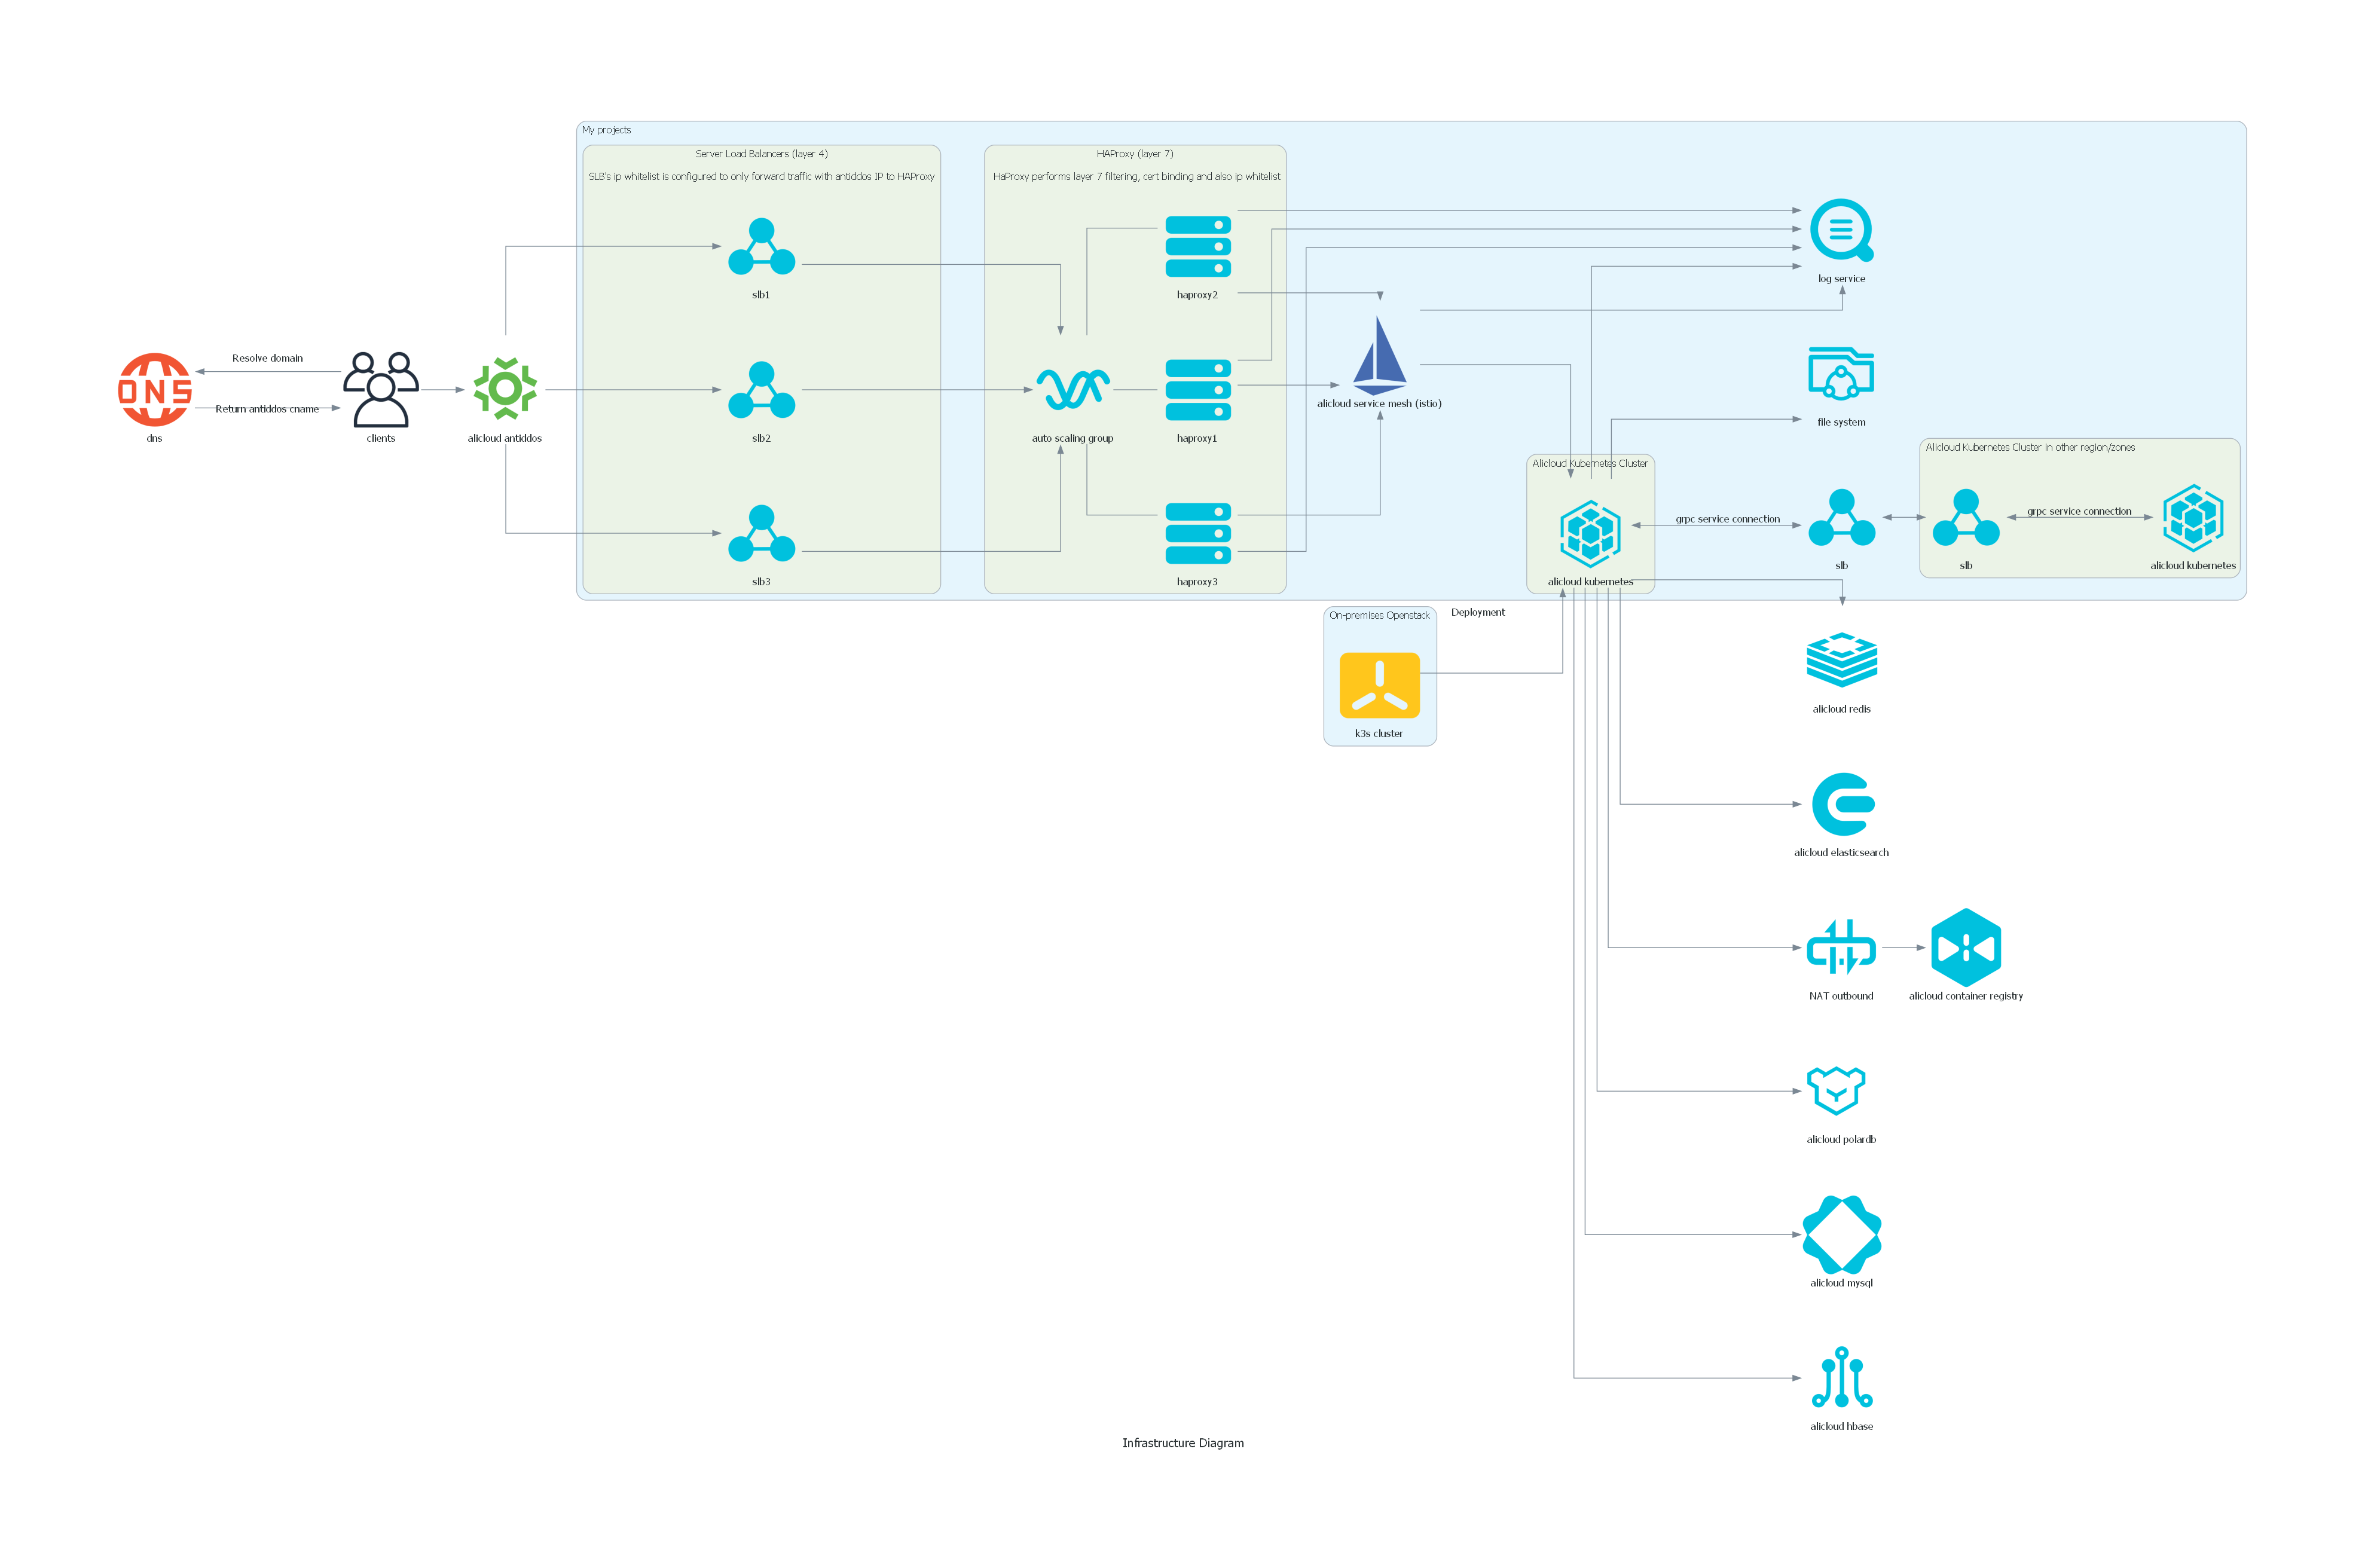 My projects
Server Load Balancers (layer 4)
SLB's ip whitelist is configured to only forward traffic with antiddos IP to HAProxy
HAProxy (layer 7)
HaProxy performs layer 7 filtering, cert binding and also ip whitelist
slb1
haproxy2
log service
Resolve domain
DNS
Return antiddos cname
dns
clients
alicloud antiddos
slb2
auto scaling group
haproxy1
alicloud service mesh (istio)
file system
Alicloud Kubernetes Cluster
Alicloud Kubernetes Cluster in other region/zones
grpc service connection
grpc service connection
slb3
haproxy3
alicloud kubernetes
slb
slb
alicloud kubernetes
On-premises Openstack
Deployment
k3s cluster
alicloud redis
alicloud elasticsearch
NAT outbound
alicloud container registry
alicloud polardb
alicloud mysql
alicloud hbase
Infrastructure Diagram